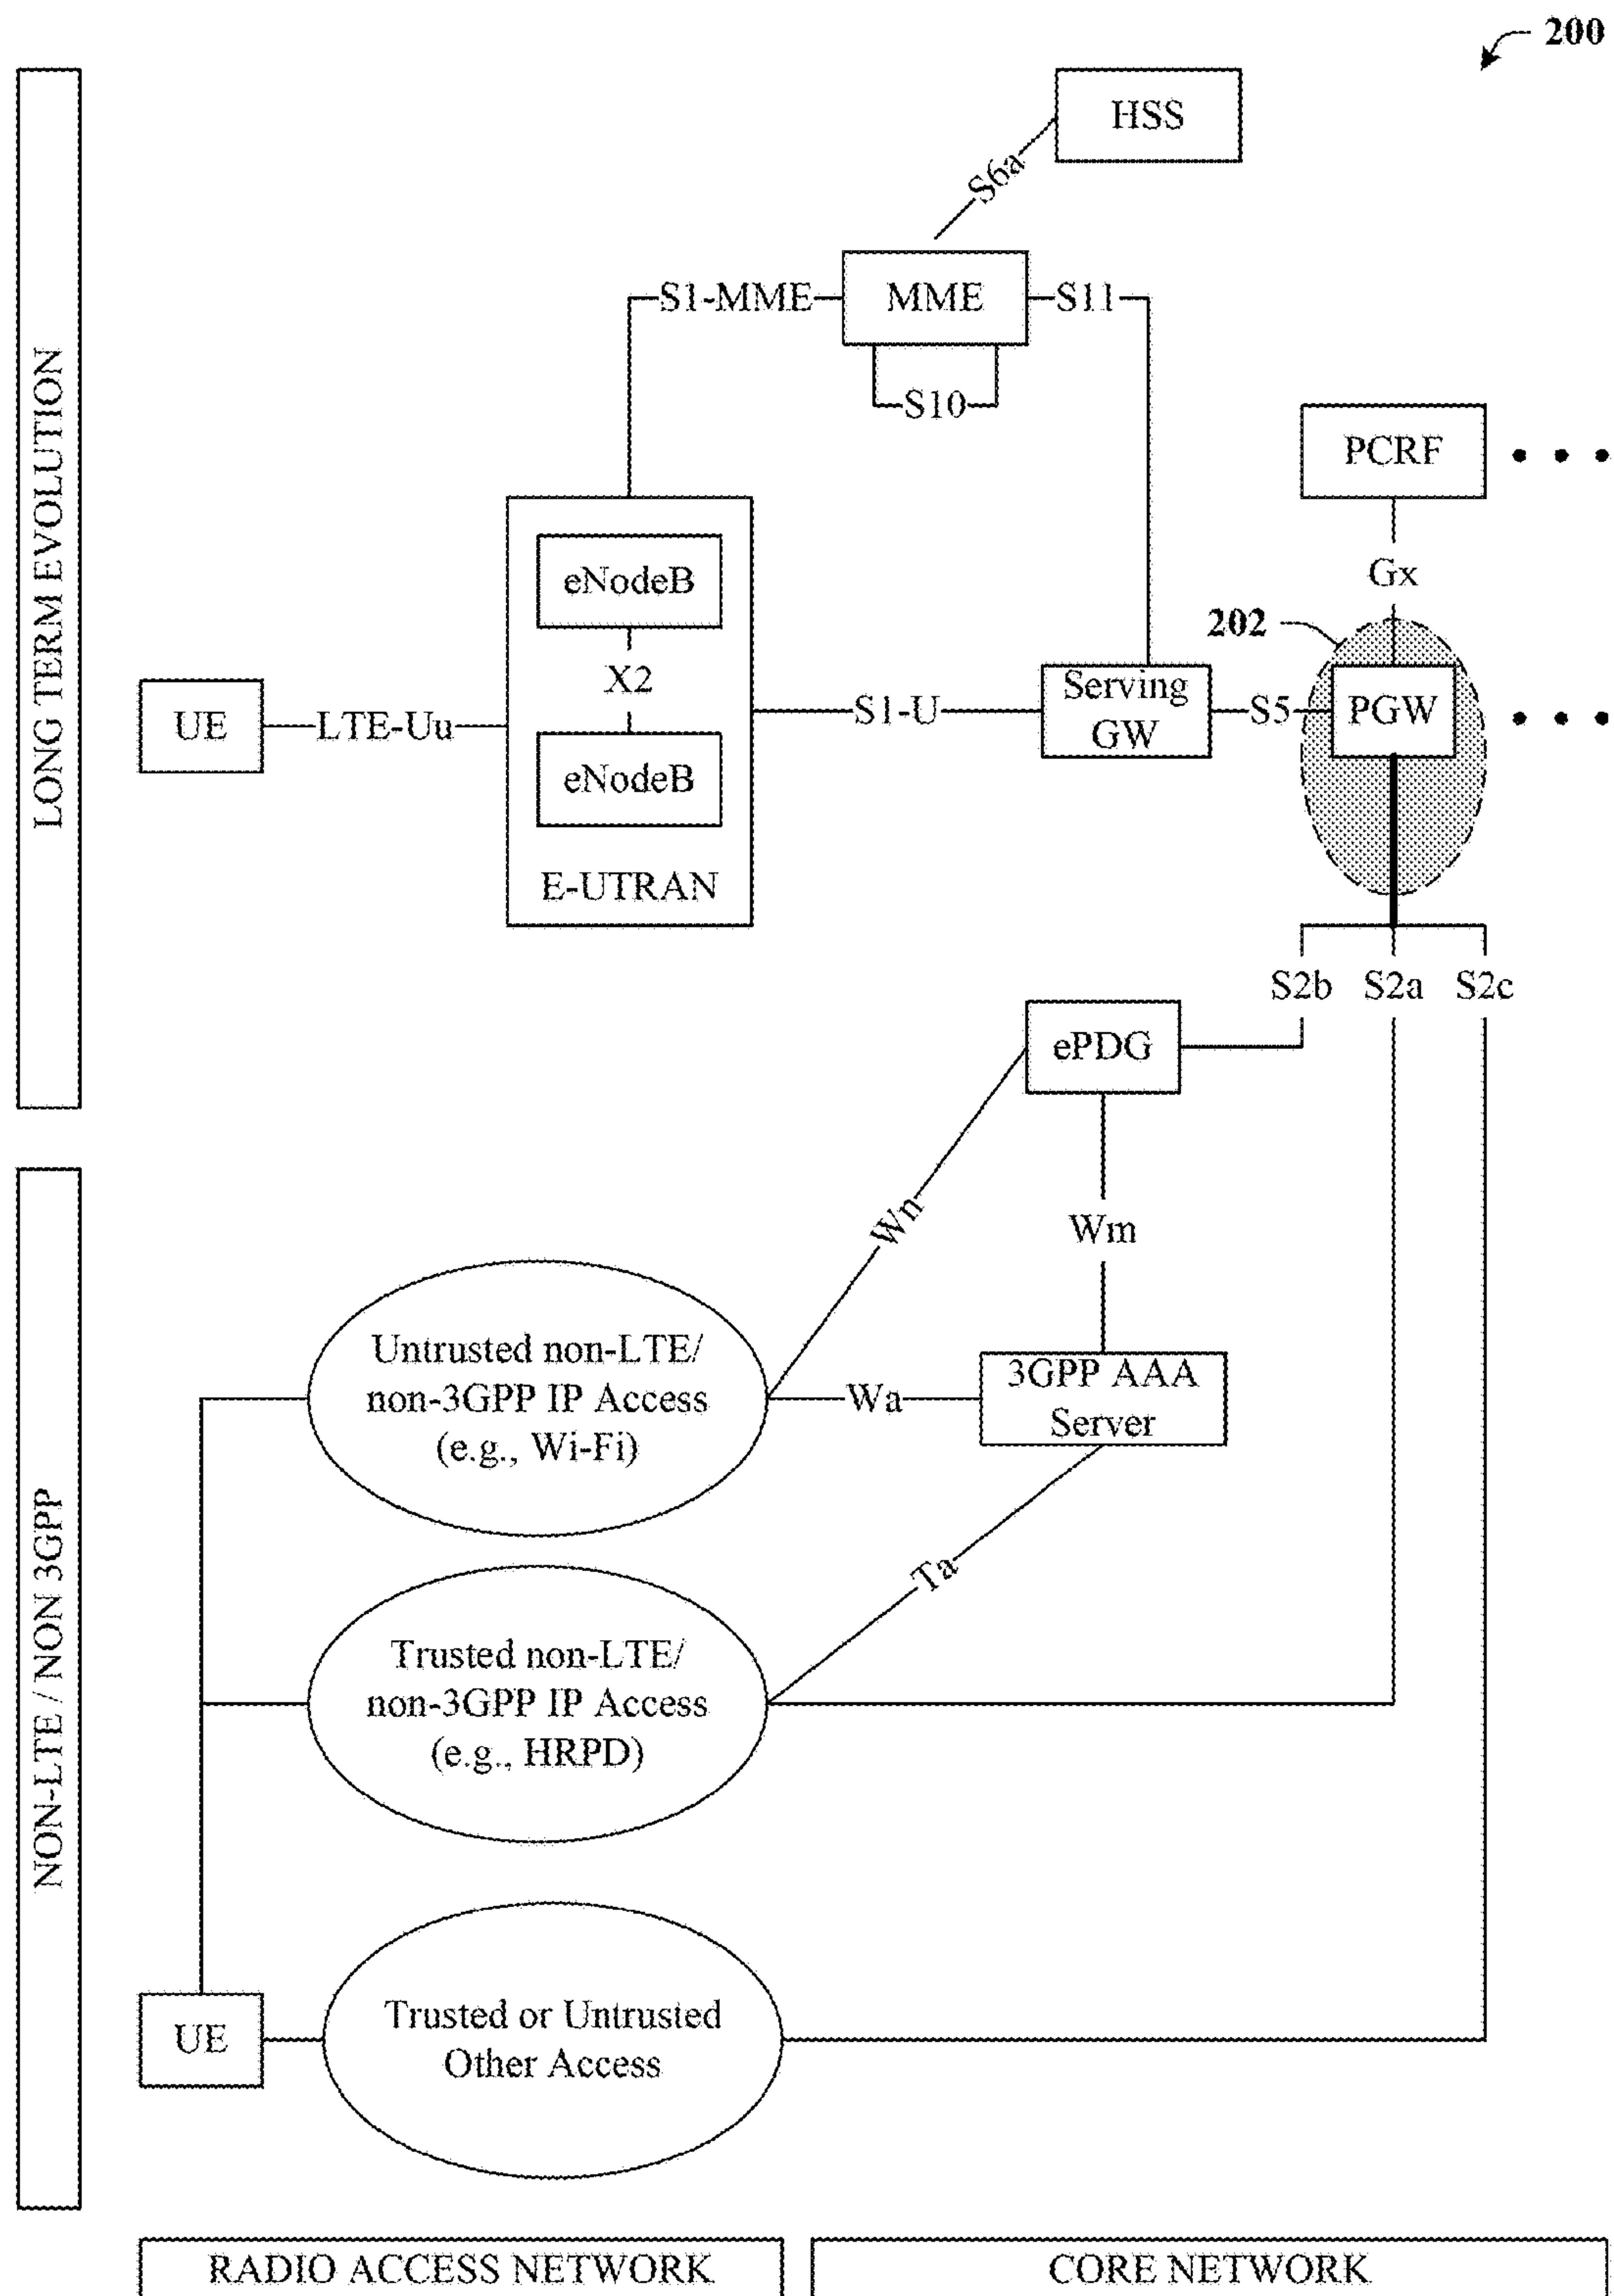 200
HSS
S6a
S1-MME
MME
S11
S10
PCRF
Gx
202
LONG TERM EVOLUTION
eNodeB
X2
eNodeB
E-UTRAN
UE
LTE-Uu
S1-U
Serving
GW
S5
PGW
S2b
S2a
S2c
ePDG
Wn
Wm
NON-LTE / NON 3GPP
Untrusted non-LTE/
non-3GPP IP Access
(e.g., Wi-Fi)
Wa
3GPP AAA
Server
Ta
Trusted non-LTE/
non-3GPP IP Access
(e.g., HRPD)
UE
Trusted or Untrusted
Other Access
RADIO ACCESS NETWORK
CORE NETWORK